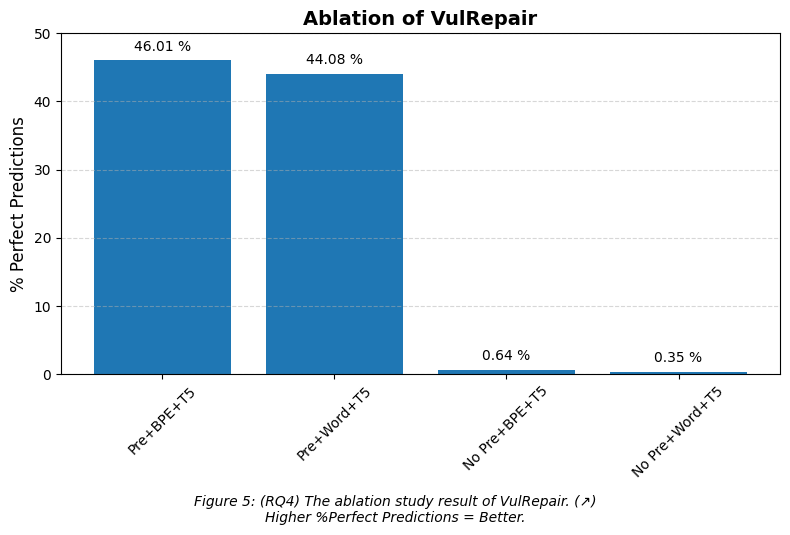 Ablation of VulRepair
% Perfect Predictions
50
40
30
20
10
0
46.01 %
44.08 %
0.64 %
0.35 %
Pre+BPE+T5
Pre+Word+T5
No Pre+BPE+T5
No Pre+Word+T5
Figure 5: (RQ4) The ablation study result of VulRepair. (↗)
Higher %Perfect Predictions = Better.